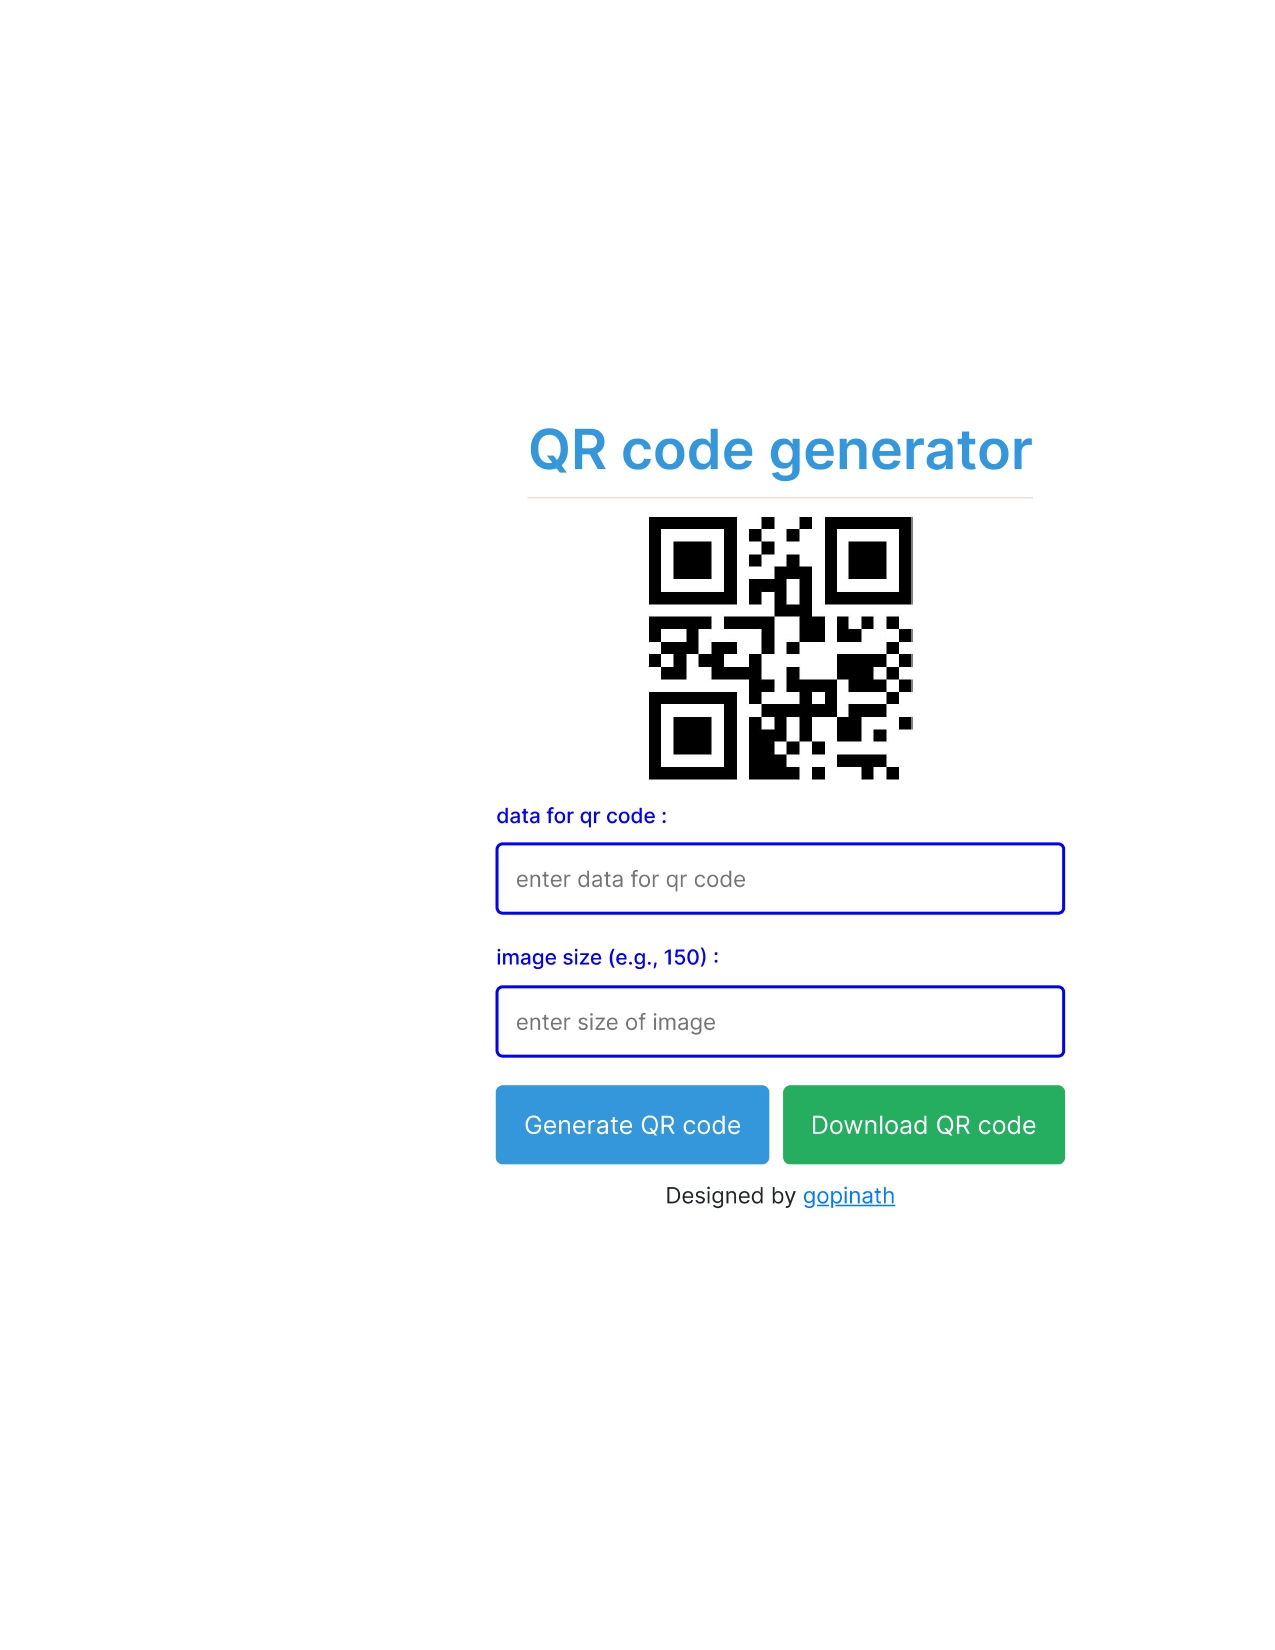 QR code generator
data for qr code :
enter data for qr code
image size (e.g., 150) :
enter size of image
Generate QR code
Download QR code
Designed by gopinath